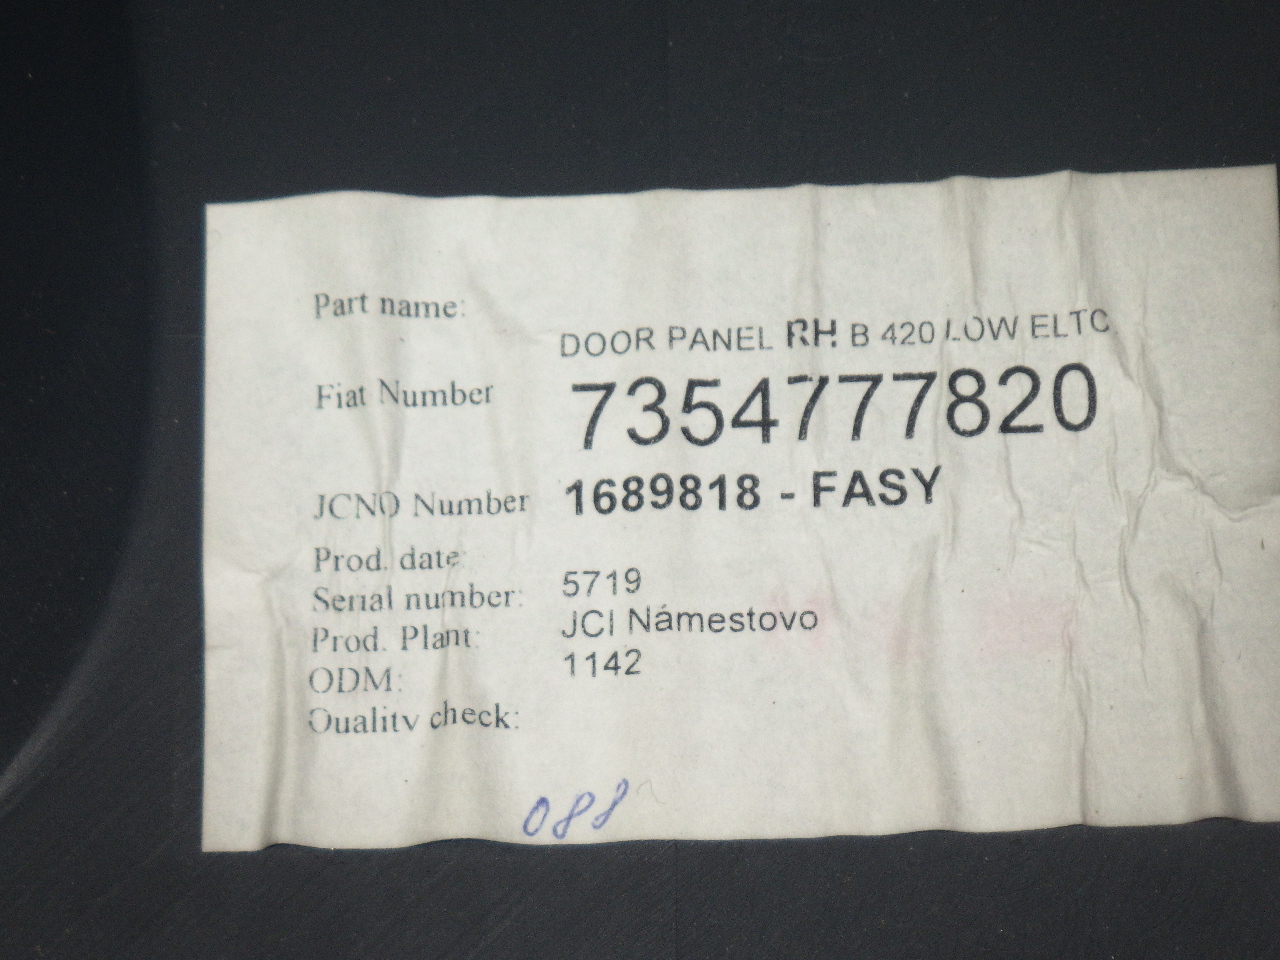 Part name:
DOOR PANEL RH B 420 LOW ELTC
Fiat Number 7354777820
JCNO Number 1689818 - FASY
Prod. date:
Serial number: 5719
Prod. Plant: JCI Námestovo
ODM: 1142
Quality check:
088